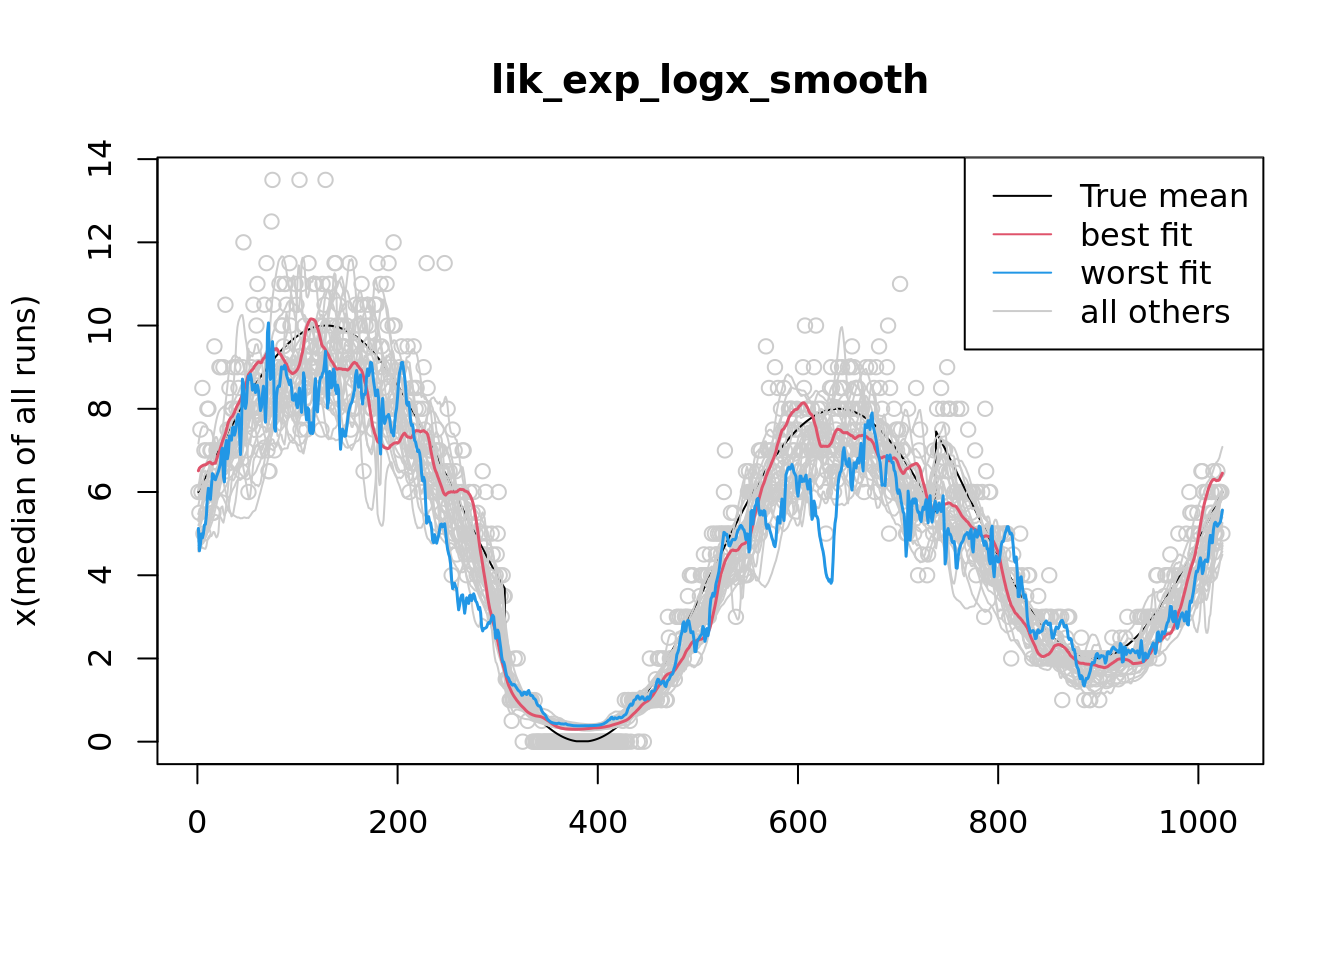 lik_exp_logx_smooth
x(median of all runs)
14
12
10
8
6
4
2
0
True mean
best fit
worst fit
all others
0 200 400 600 800 1000